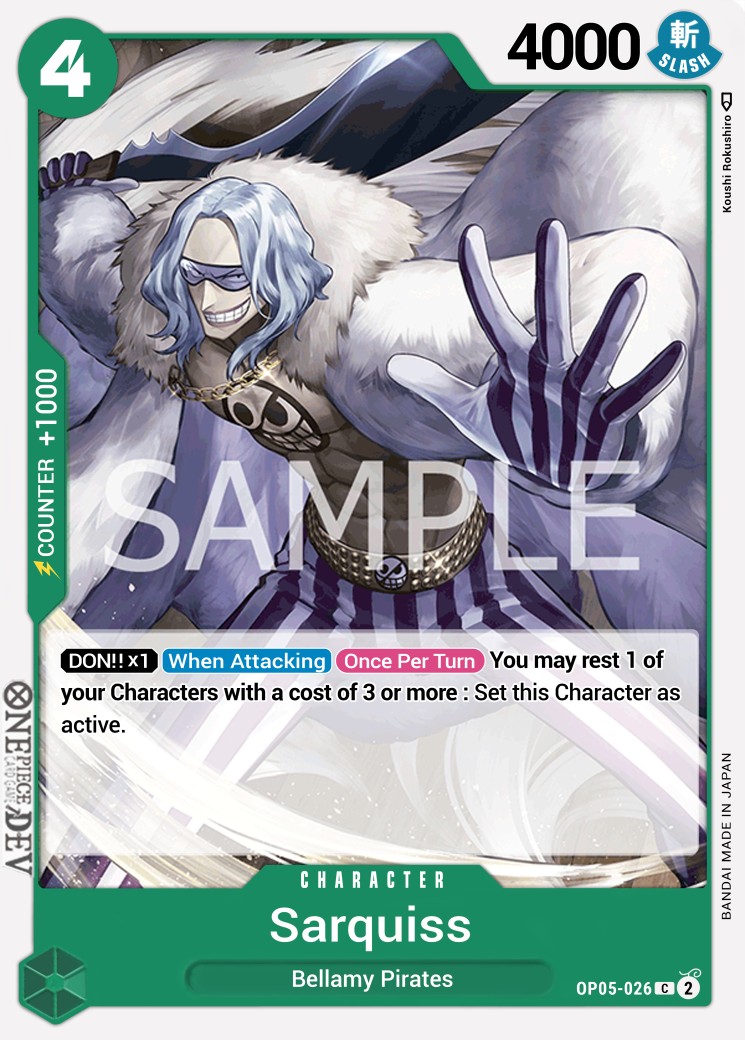 4
4000
斬
SLASH
Koushi Rokushiro
COUNTER +1000
SAMPLE
DON!! x1 When Attacking Once Per Turn You may rest 1 of
your Characters with a cost of 3 or more : Set this Character as
active.
ONE PIECE
CARD GAME
DEV
BANDAI MADE IN JAPAN
CHARACTER
Sarquiss
Bellamy Pirates
OP05-026 C 2